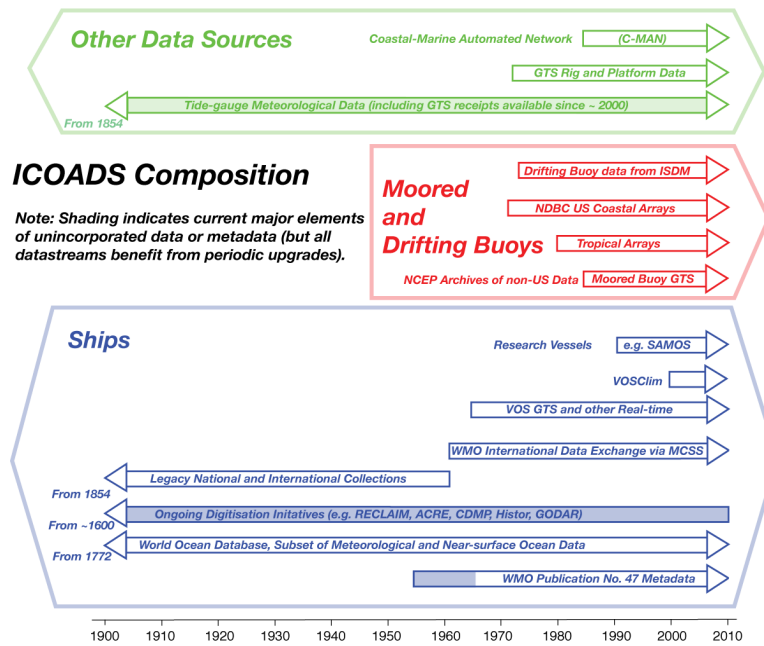 Other Data Sources
Coastal-Marine Automated Network
(C-MAN)
GTS Rig and Platform Data
Tide-gauge Meteorological Data (including GTS receipts available since ~ 2000)
From 1854
ICOADS Composition
Note: Shading indicates current major elements
of unincorporated data or metadata (but all
datastreams benefit from periodic upgrades).
Moored
and
Drifting Buoys
Drifting Buoy data from ISDM
NDBC US Coastal Arrays
Tropical Arrays
NCEP Archives of non-US Data
Moored Buoy GTS
Ships
Research Vessels
e.g. SAMOS
VOSClim
VOS GTS and other Real-time
WMO International Data Exchange via MCSS
Legacy National and International Collections
From 1854
Ongoing Digitisation Initatives (e.g. RECLAIM, ACRE, CDMP, Histor, GODAR)
From ~1600
World Ocean Database, Subset of Meteorological and Near-surface Ocean Data
From 1772
WMO Publication No. 47 Metadata
1900 1910 1920 1930 1940 1950 1960 1970 1980 1990 2000 2010